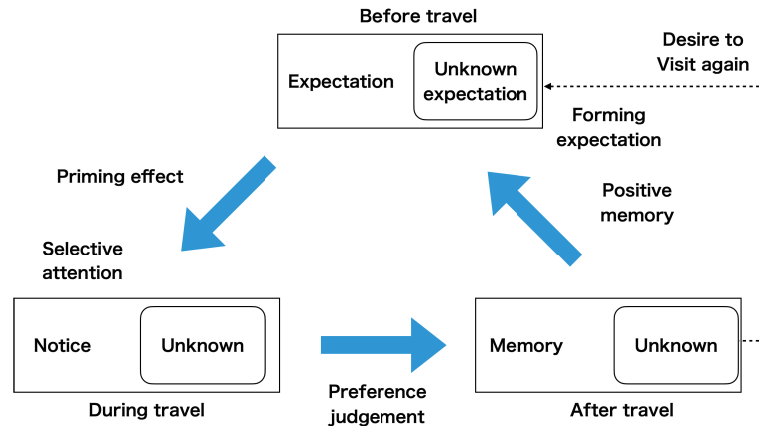 Before travel
Desire to
Visit again
Expectation
Unknown
expectation
Forming
expectation
Priming effect
Positive
memory
Selective
attention
Notice
Unknown
Memory
Unknown
During travel
Preference
judgement
After travel